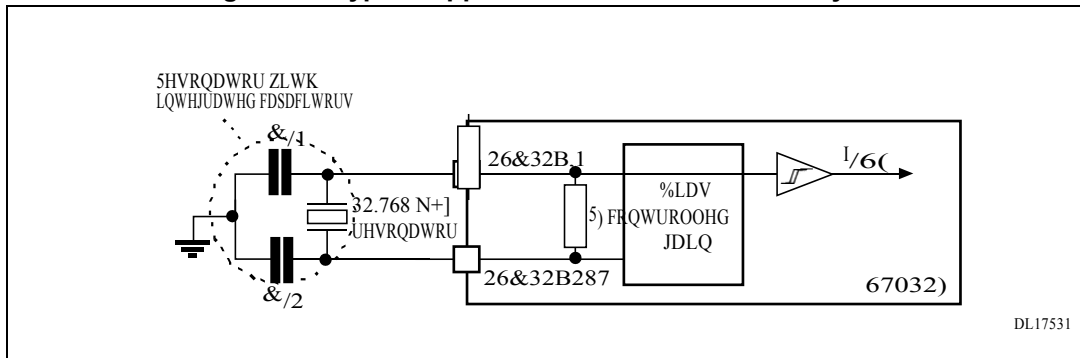 5HVRQDWRU ZLWK
LQWHJUDWHG FDSDFLWRUV
&/1
26&32B,1
I/6(
%LDV
32.768 N+]
5) FRQWUROOHG
UHVRQDWRU
JDLQ
26&32B287
67032)
&/2
DL17531